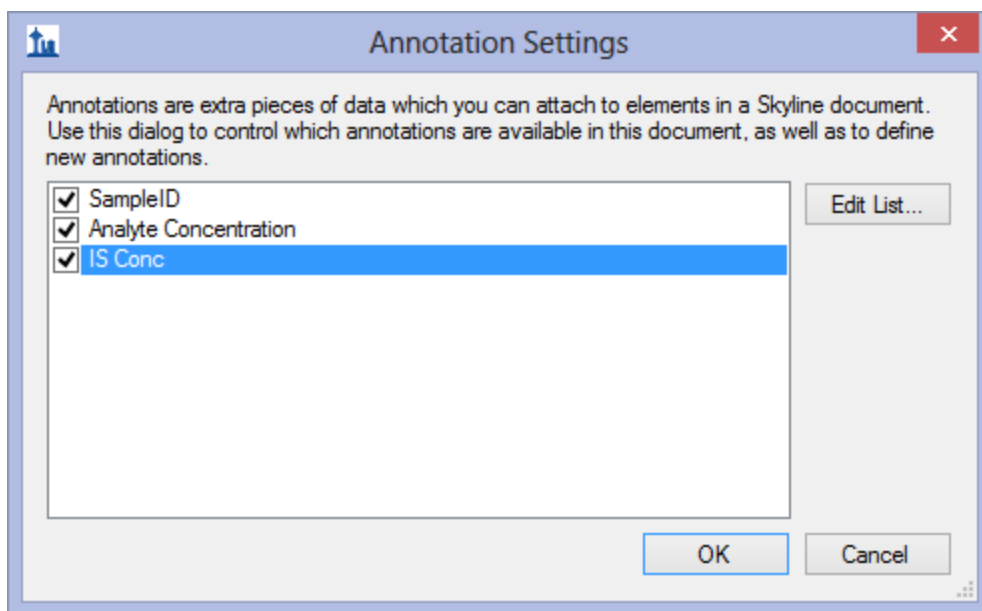 Annotation Settings
Annotations are extra pieces of data which you can attach to elements in a Skyline document.
Use this dialog to control which annotations are available in this document, as well as to define
new annotations.
SampleID
Analyte Concentration
IS Conc
Edit List...
OK
Cancel